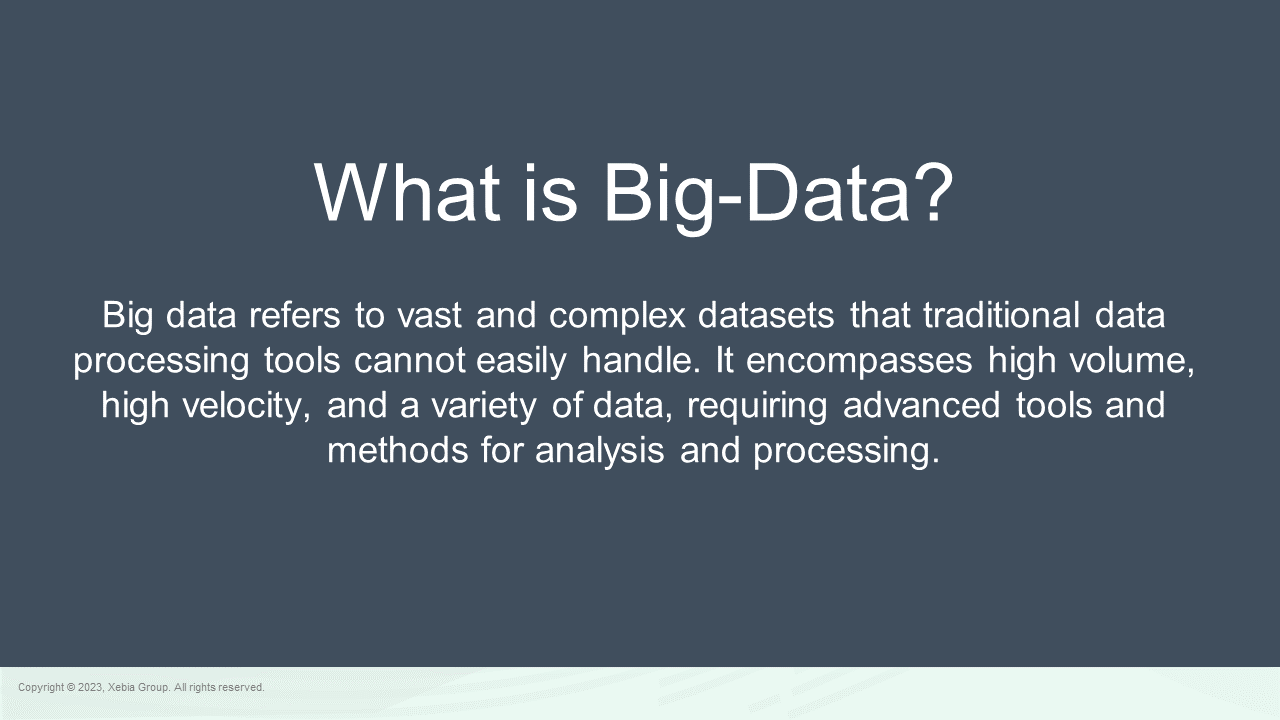 What is Big-Data?
Big data refers to vast and complex datasets that traditional data
processing tools cannot easily handle. It encompasses high volume,
high velocity, and a variety of data, requiring advanced tools and
methods for analysis and processing.
Copyright © 2023, Xebia Group. All rights reserved.